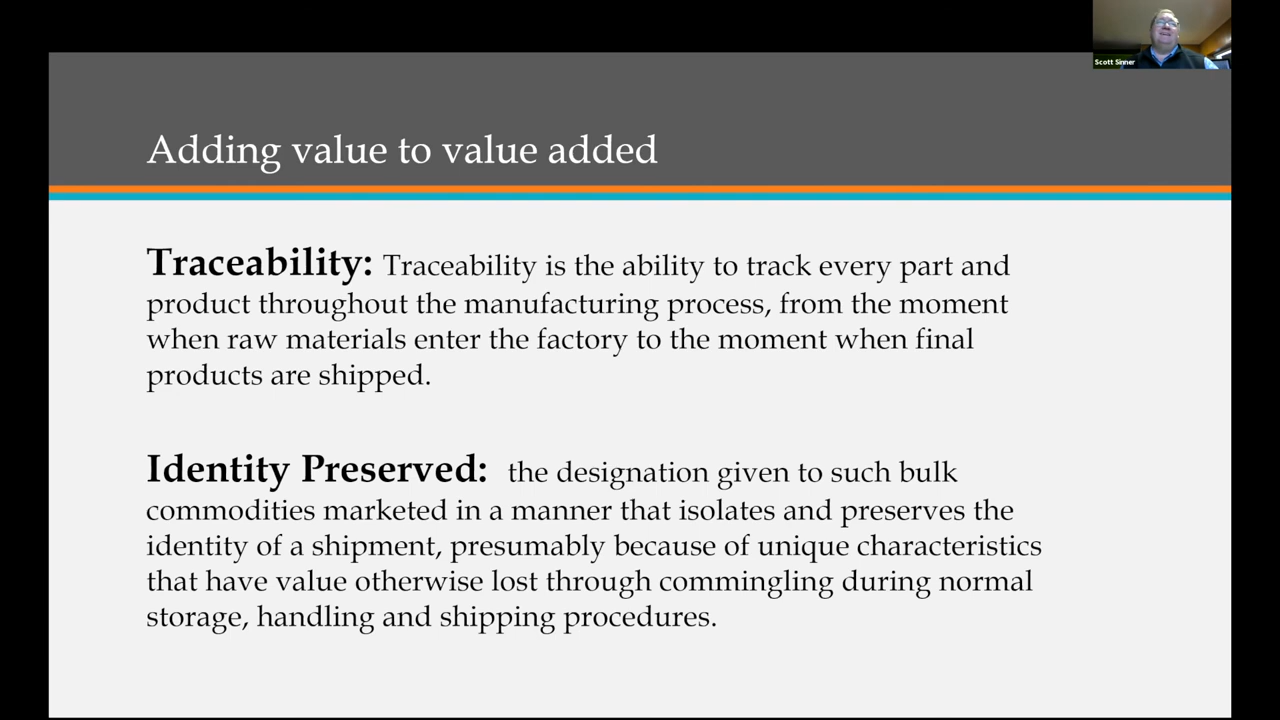 Scott Sinner
Adding value to value added
Traceability: Traceability is the ability to track every part and
product throughout the manufacturing process, from the moment
when raw materials enter the factory to the moment when final
products are shipped.
Identity Preserved: the designation given to such bulk
commodities marketed in a manner that isolates and preserves the
identity of a shipment, presumably because of unique characteristics
that have value otherwise lost through commingling during normal
storage, handling and shipping procedures.